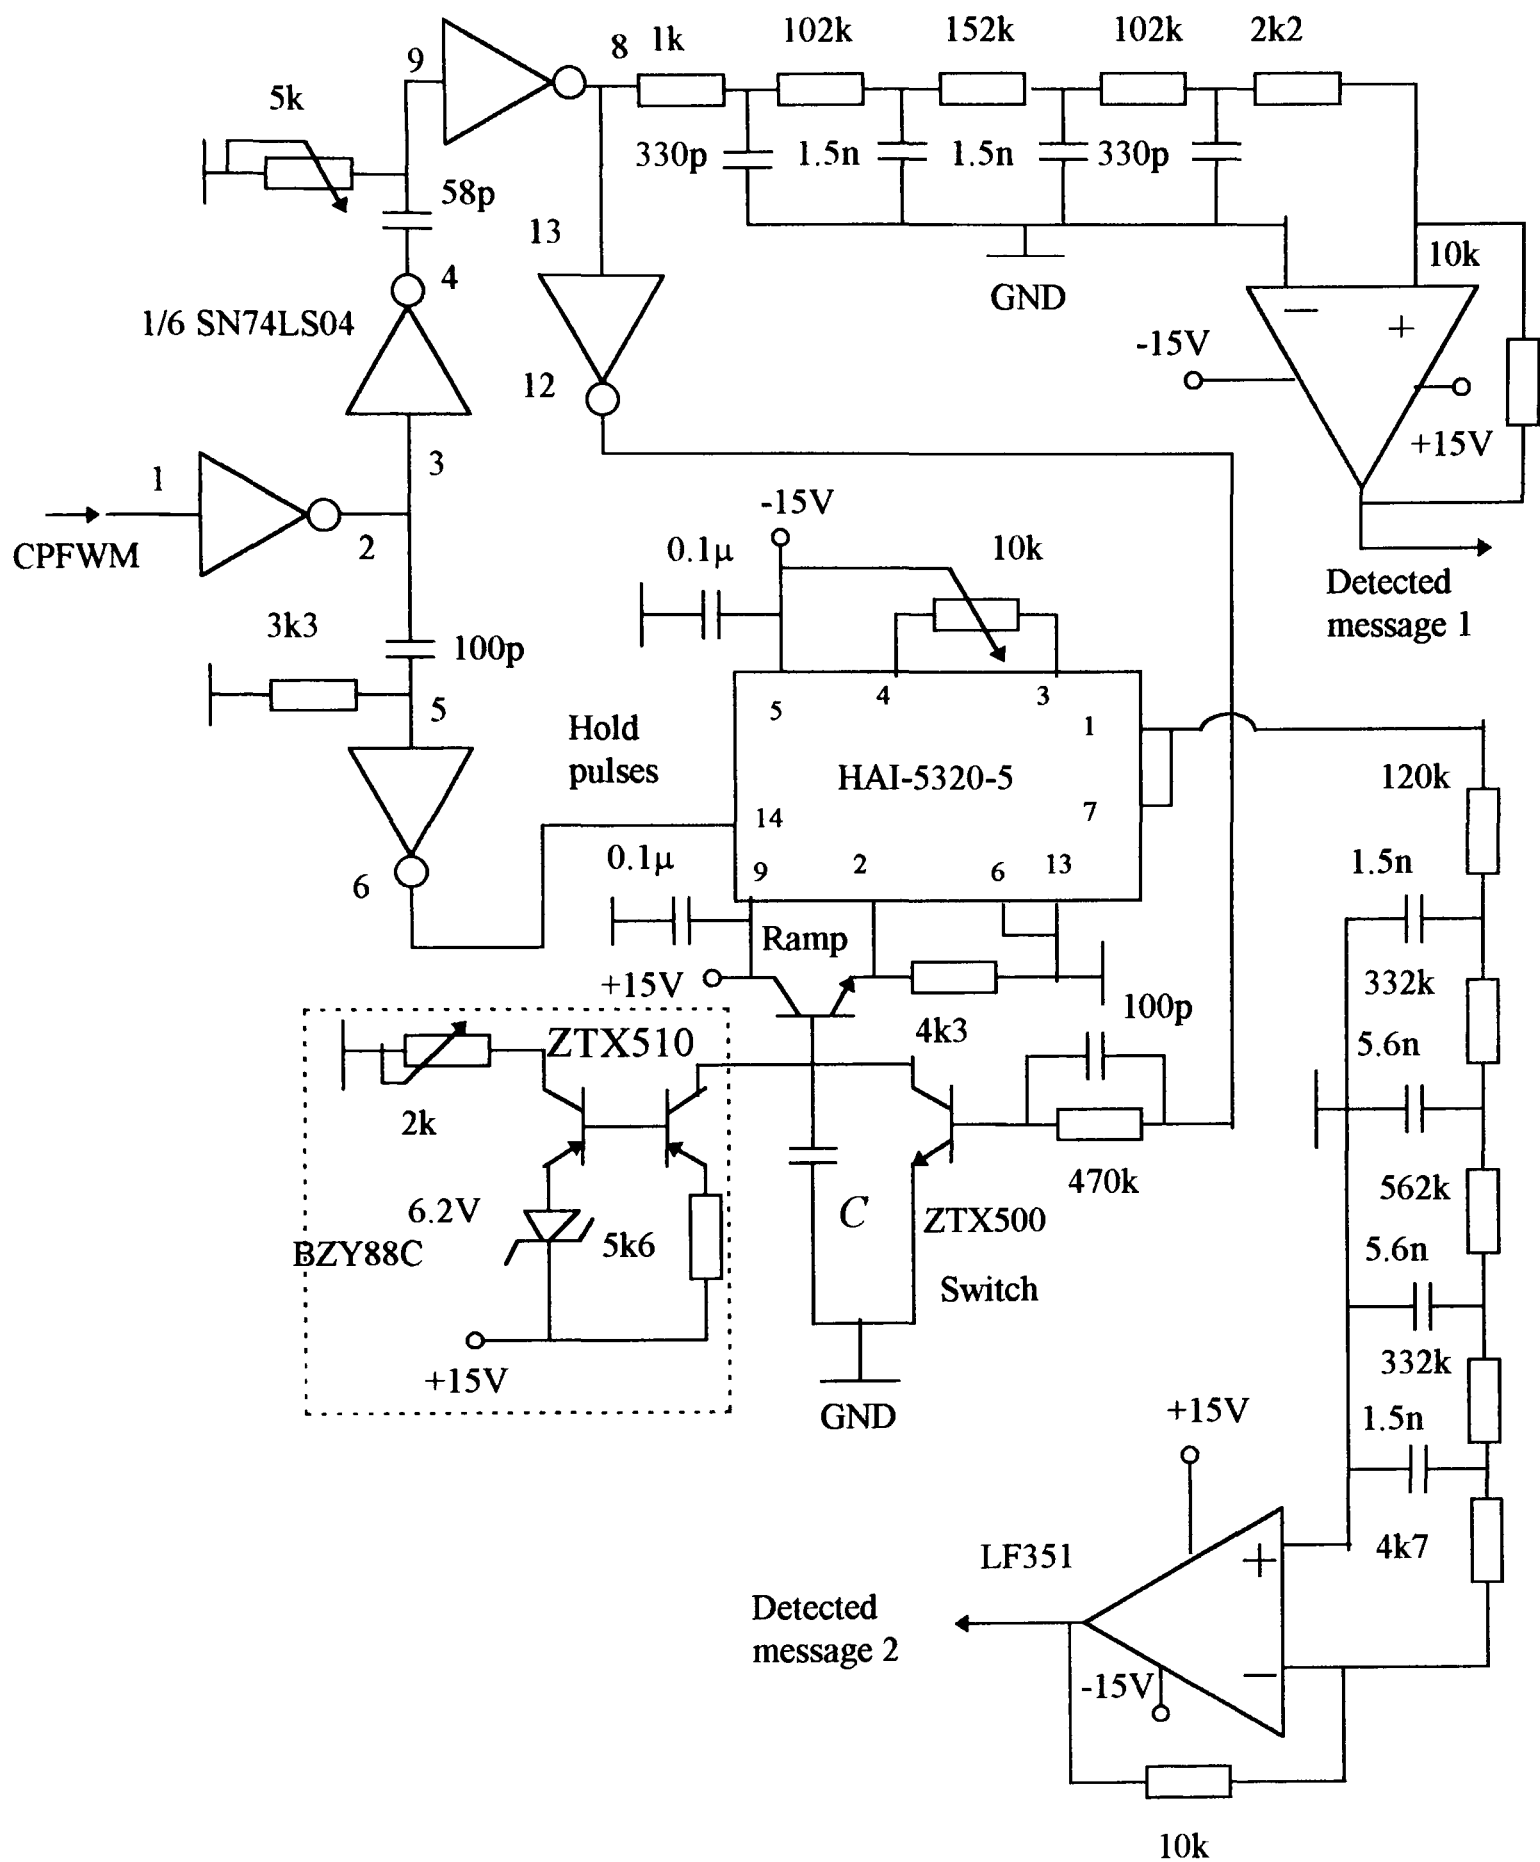 8
1k
102k
152k
102k
2k2
9
5k
330p
1.5n
1.5n
330p
58p
13
4
10k
GND
1/6 SN74LS04
-15V
−
+
12
+15V
1
3
-15V
CPFWM
2
0.1µ
10k
Detected
message 1
3k3
100p
5
4
3
5
1
Hold
pulses
HAI-5320-5
120k
14
7
0.1µ
9
2
6
13
1.5n
6
Ramp
+15V
332k
100p
4k3
5.6n
ZTX510
2k
6.2V
BZY88C
5k6
C
470k
562k
ZTX500
5.6n
Switch
332k
+15V
GND
+15V
1.5n
LF351
+
4k7
Detected
message 2
-15V
−
10k